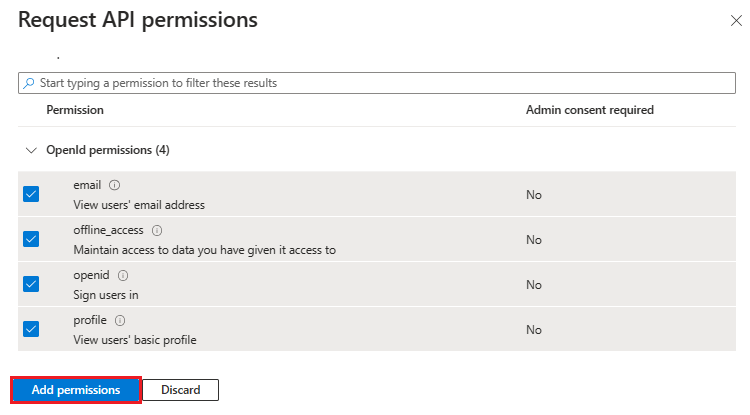 Request API permissions
Start typing a permission to filter these results
Permission Admin consent required
OpenId permissions (4)
email
View users' email address
No
offline_access
Maintain access to data you have given it access to
No
openid
Sign users in
No
profile
View users' basic profile
No
Add permissions Discard